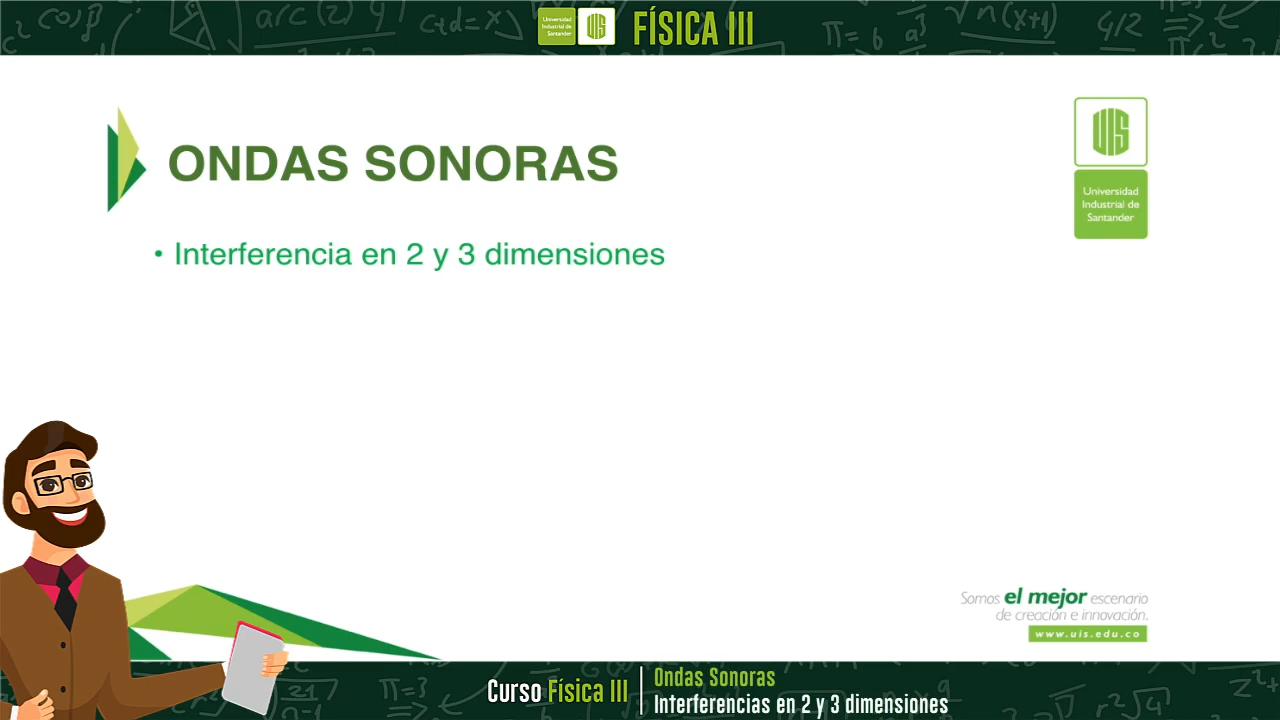 Universidad
Industrial de
Santander
UIS
FÍSICA III
ONDAS SONORAS
• Interferencia en 2 y 3 dimensiones
UIS
Universidad
Industrial de
Santander
Somos el mejor escenario
de creación e innovación.
www.uis.edu.co
Curso Física III
Ondas Sonoras
Interferencias en 2 y 3 dimensiones